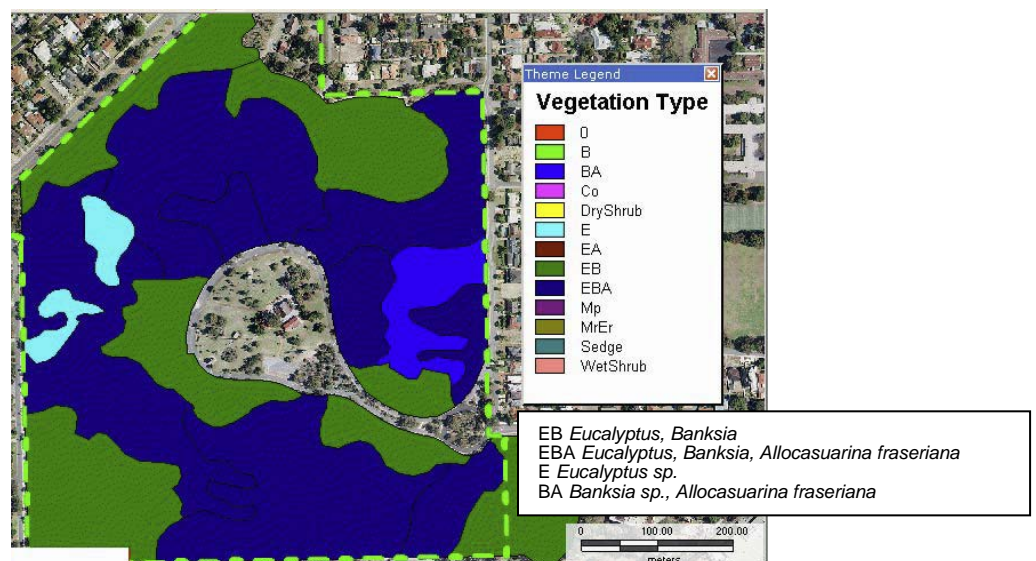 Theme Legend
Vegetation Type
0
B
BA
Co
DryShrub
E
EA
EB
EBA
Mp
MrEr
Sedge
WetShrub
EB Eucalyptus, Banksia
EBA Eucalyptus, Banksia, Allocasuarina fraseriana
E Eucalyptus sp.
BA Banksia sp., Allocasuarina fraseriana
0 100.00 200.00
meters